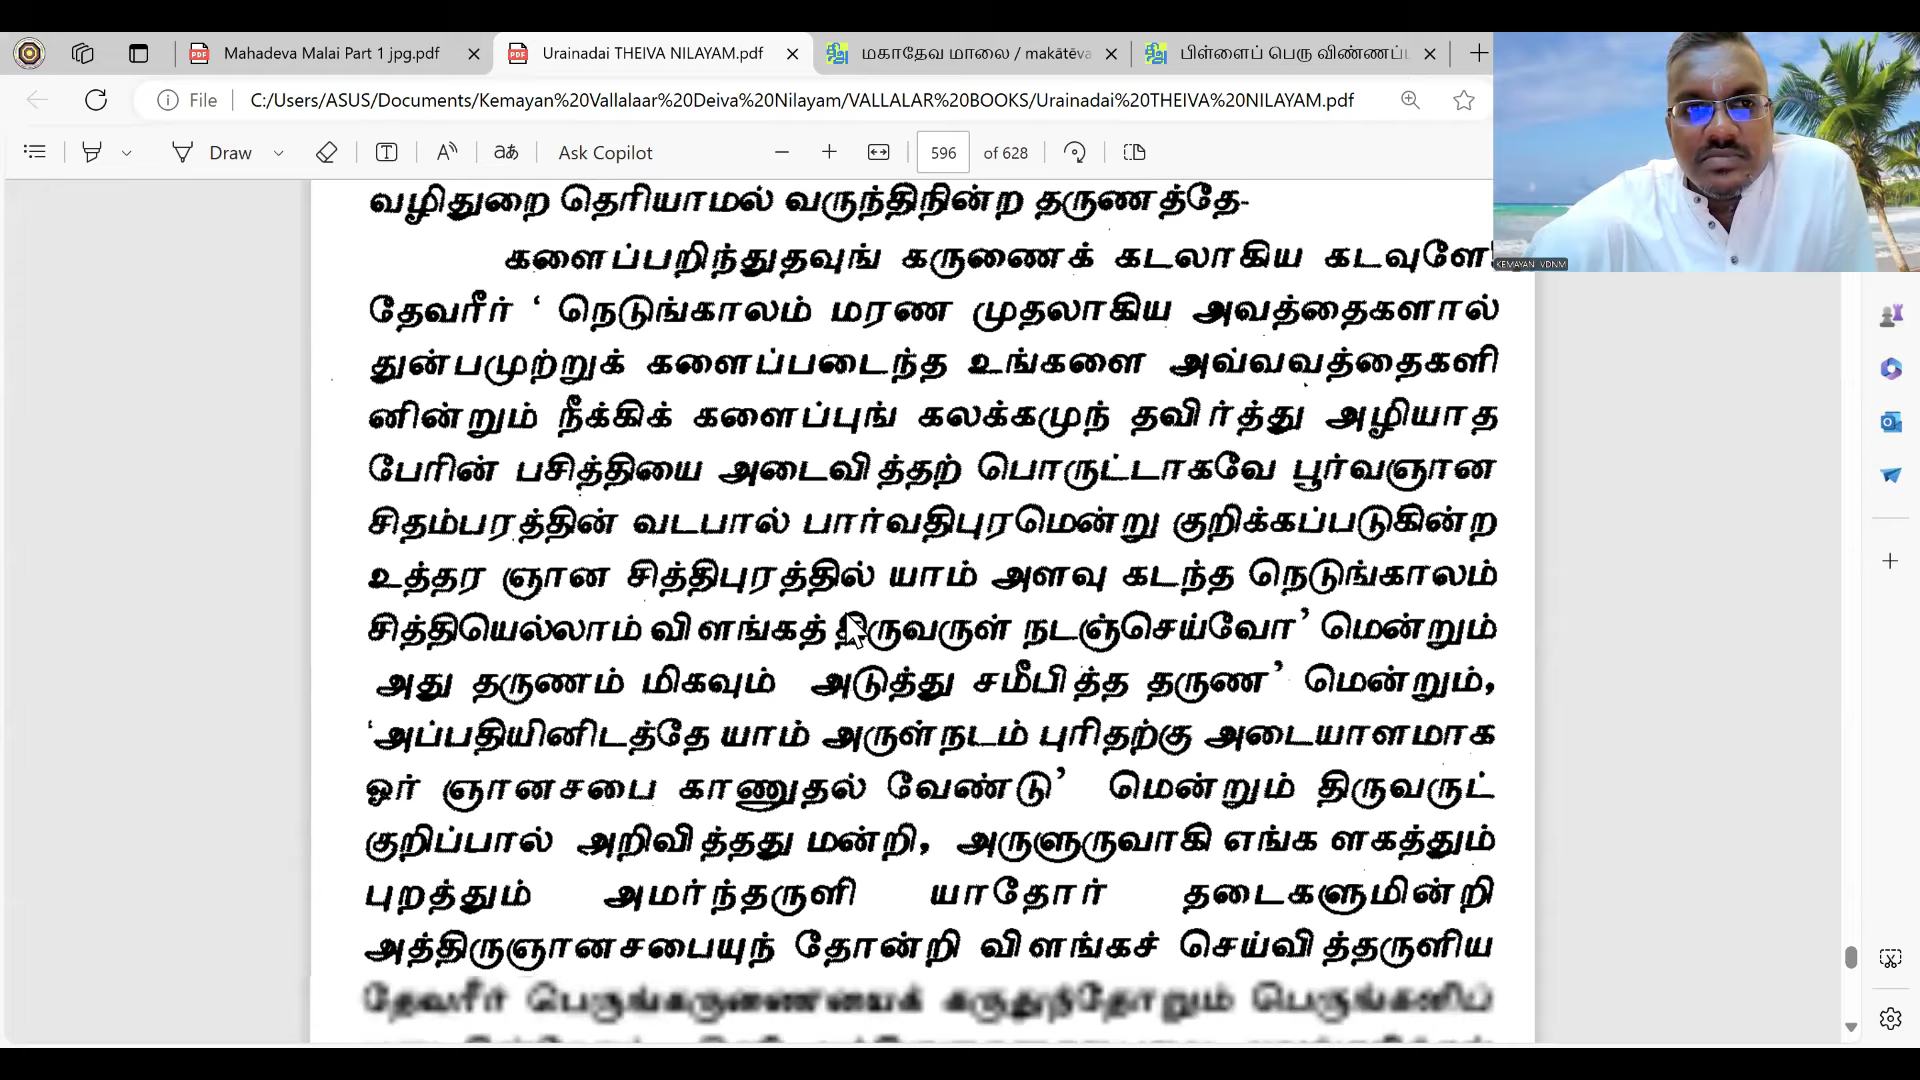 Mahadeva Malai Part 1 jpg.pdf
Urainadai THEIVA NILAYAM.pdf
மகாதேவ மாலை / makātēva
பிள்ளைப் பெரு விண்ணப்ப
File
C:/Users/ASUS/Documents/Kemayan%20Vallalaar%20Deiva%20Nilayam/VALLALAR%20BOOKS/Urainadai%20THEIVA%20NILAYAM.pdf
Draw
Ask Copilot
596 of 628
KEMAYAN VDNM
வழிதுறை தெரியாமல் வருந்திநின்ற தருணத்தே-
களைப்பறிந்துதவுங் கருணைக் கடலாகிய கடவுளே!
தேவரீர் ‘ நெடுங்காலம் மரண முதலாகிய அவத்தைகளால்
துன்பமுற்றுக் களைப்படைந்த உங்களை அவ்வவத்தைகளி
னின்றும் நீக்கிக் களைப்புங் கலக்கமுந் தவிர்த்து அழியாத
பேரின் பசித்தியை அடைவித்தற் பொருட்டாகவே பூர்வஞான
சிதம்பரத்தின் வடபால் பார்வதிபுரமென்று குறிக்கப்படுகின்ற
உத்தர ஞான சித்திபுரத்தில் யாம் அளவு கடந்த நெடுங்காலம்
சித்தியெல்லாம் விளங்கத் திருவருள் நடஞ்செய்வோ’ மென்றும்
அது தருணம் மிகவும் அடுத்து சமீபித்த தருண’ மென்றும்,
‘அப்பதியினிடத்தே யாம் அருள்நடம் புரிதற்கு அடையாளமாக
ஓர் ஞானசபை காணுதல் வேண்டு’ மென்றும் திருவருட்
குறிப்பால் அறிவித்தது மன்றி, அருளுருவாகி எங்க ளகத்தும்
புறத்தும் அமர்ந்தருளி யாதோர் தடைகளுமின்றி
அத்திருஞானசபையுந் தோன்றி விளங்கச் செய்வித்தருளிய
தேவரீர் பெருங்கருணையைக் கருதுந்தோறும் பெருங்களிப்